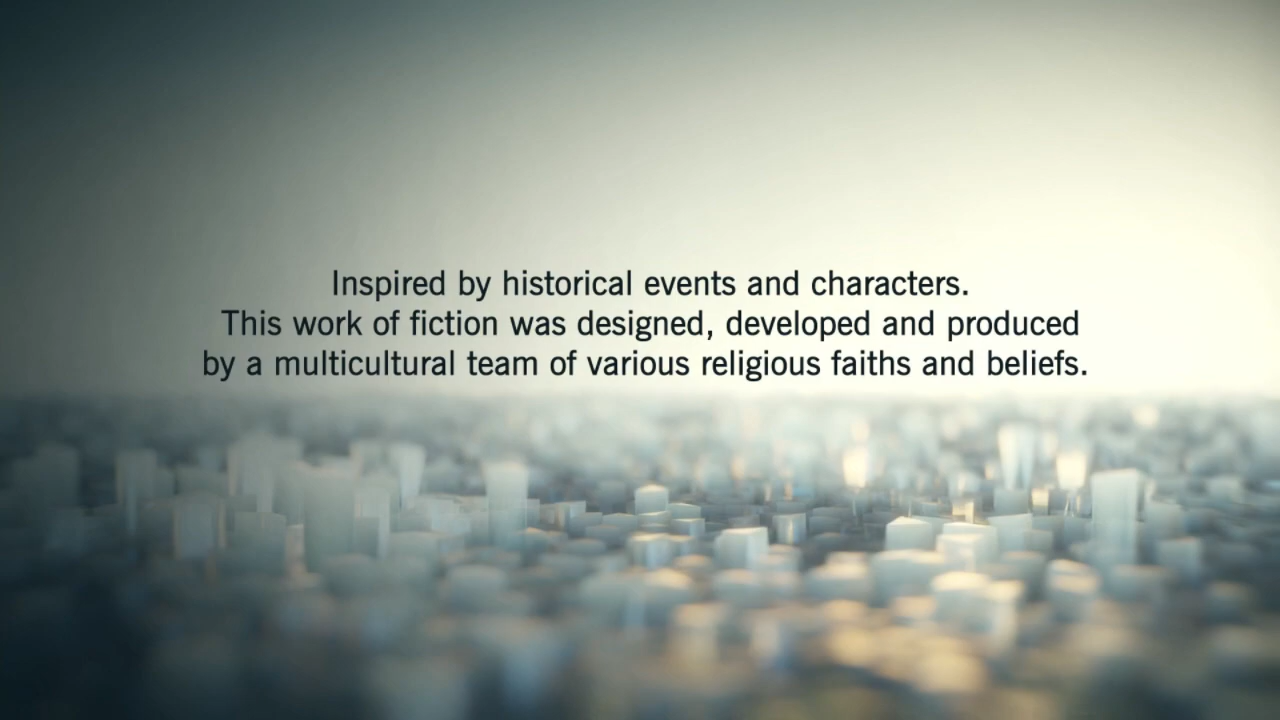 Inspired by historical events and characters.
This work of fiction was designed, developed and produced
by a multicultural team of various religious faiths and beliefs.